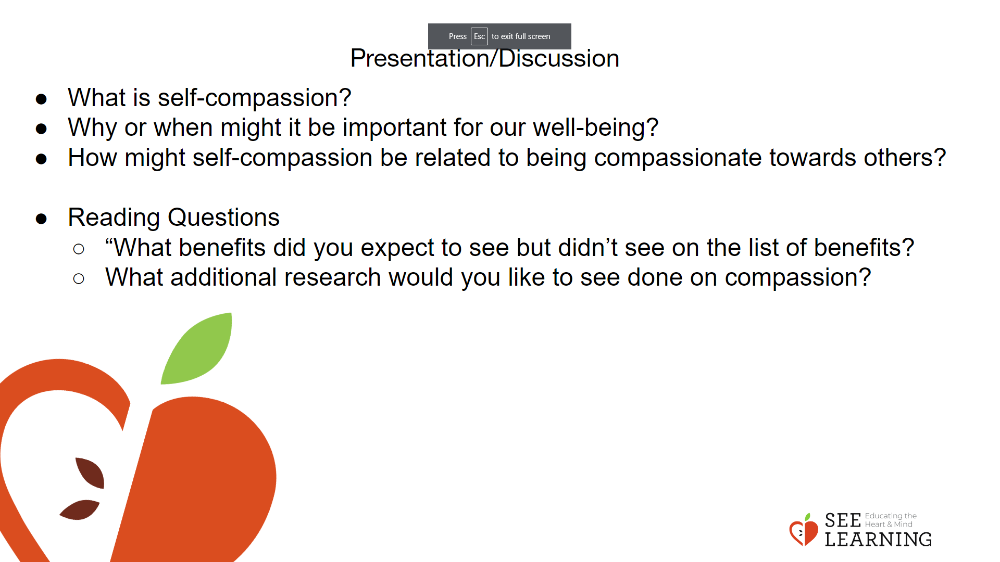 Press Esc to exit full screen
Presentation/Discussion
● What is self-compassion?
● Why or when might it be important for our well-being?
● How might self-compassion be related to being compassionate towards others?
● Reading Questions
○ “What benefits did you expect to see but didn’t see on the list of benefits?
○ What additional research would you like to see done on compassion?
SEE Educating the
Heart & Mind
LEARNING